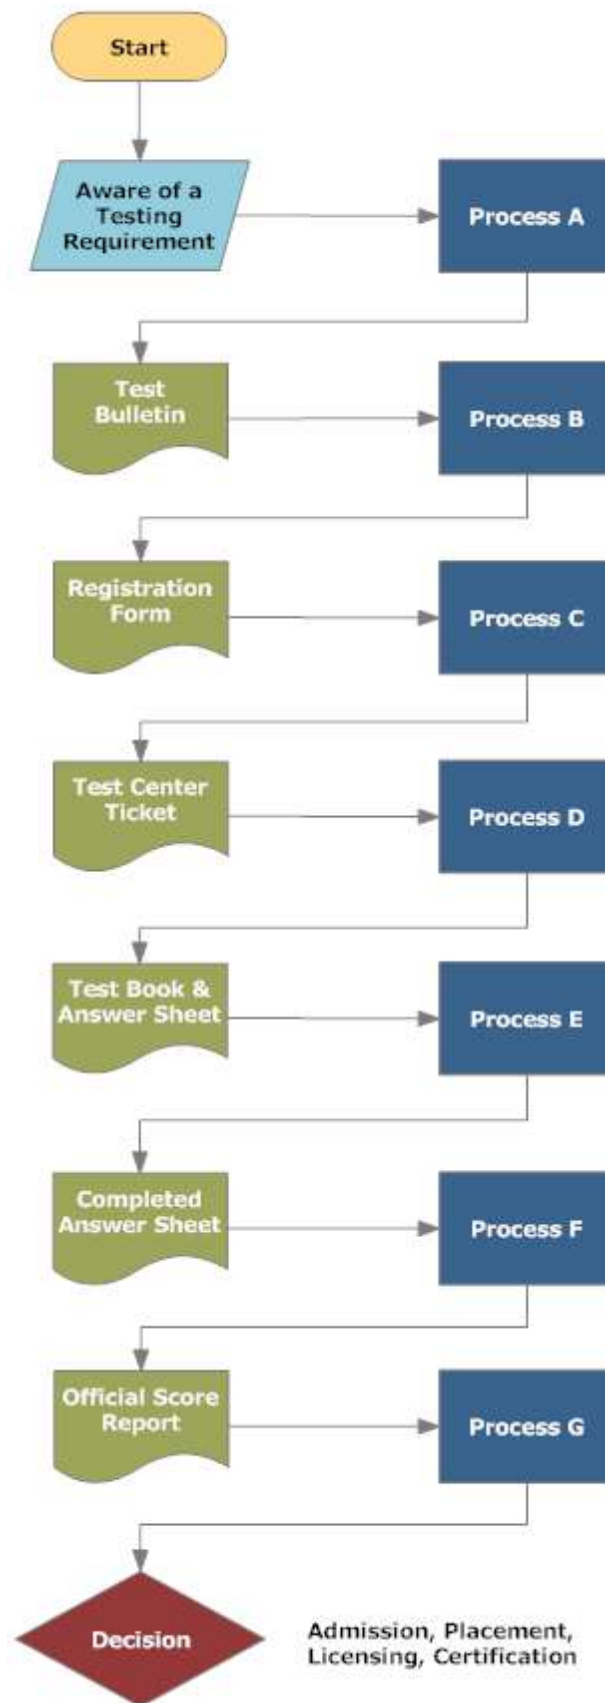 Start
Aware of a
Testing
Requirement
Process A
Test
Bulletin
Process B
Registration
Form
Process C
Test Center
Ticket
Process D
Test Book &
Answer Sheet
Process E
Completed
Answer Sheet
Process F
Official Score
Report
Process G
Decision
Admission, Placement,
Licensing, Certification